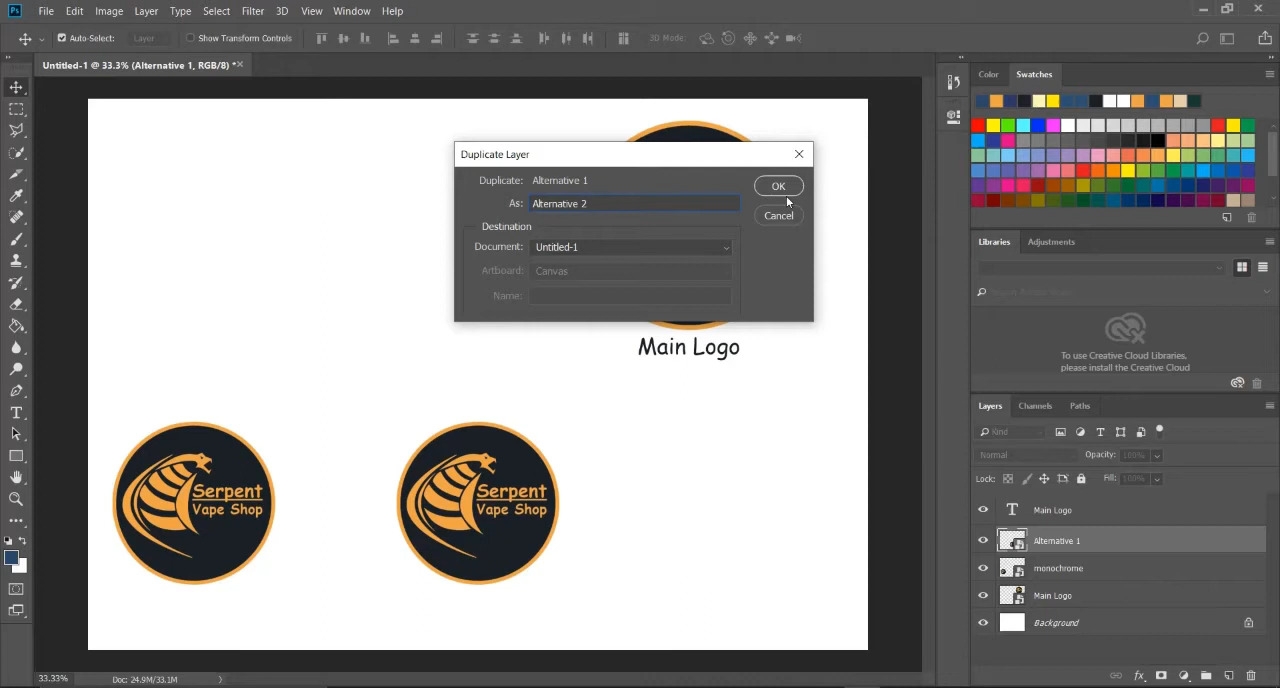 Ps File Edit Image Layer Type Select Filter 3D View Window Help
Auto-Select: Layer Show Transform Controls 3D Mode:
Untitled-1 @ 33.3% (Alternative 1, RGB/8) *
Duplicate Layer
Duplicate: Alternative 1
As: Alternative 2
OK
Cancel
Destination
Document: Untitled-1
Artboard: Canvas
Name:
Main Logo
Serpent
Vape Shop
Serpent
Vape Shop
33.33% Doc: 24.9M/33.1M
Color Swatches
Libraries Adjustments
To use Creative Cloud Libraries,
please install the Creative Cloud
Layers Channels Paths
Kind
Normal Opacity: 100%
Lock: Fill: 100%
T Main Logo
Alternative 1
monochrome
Main Logo
Background